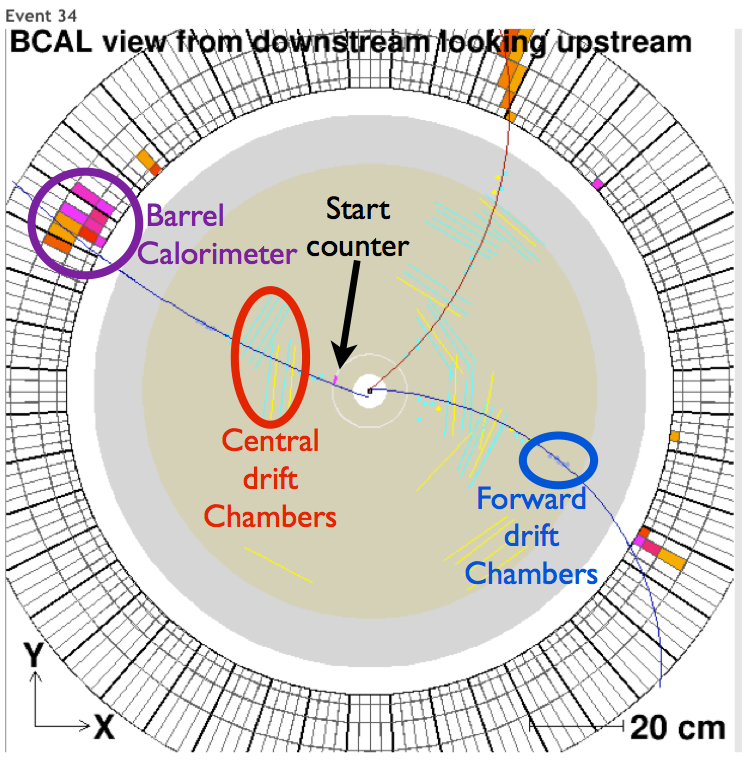 Event 34
BCAL view from downstream looking upstream
Barrel
Calorimeter
Start
counter
Central
drift
Chambers
Forward
drift
Chambers
Y
X
20 cm